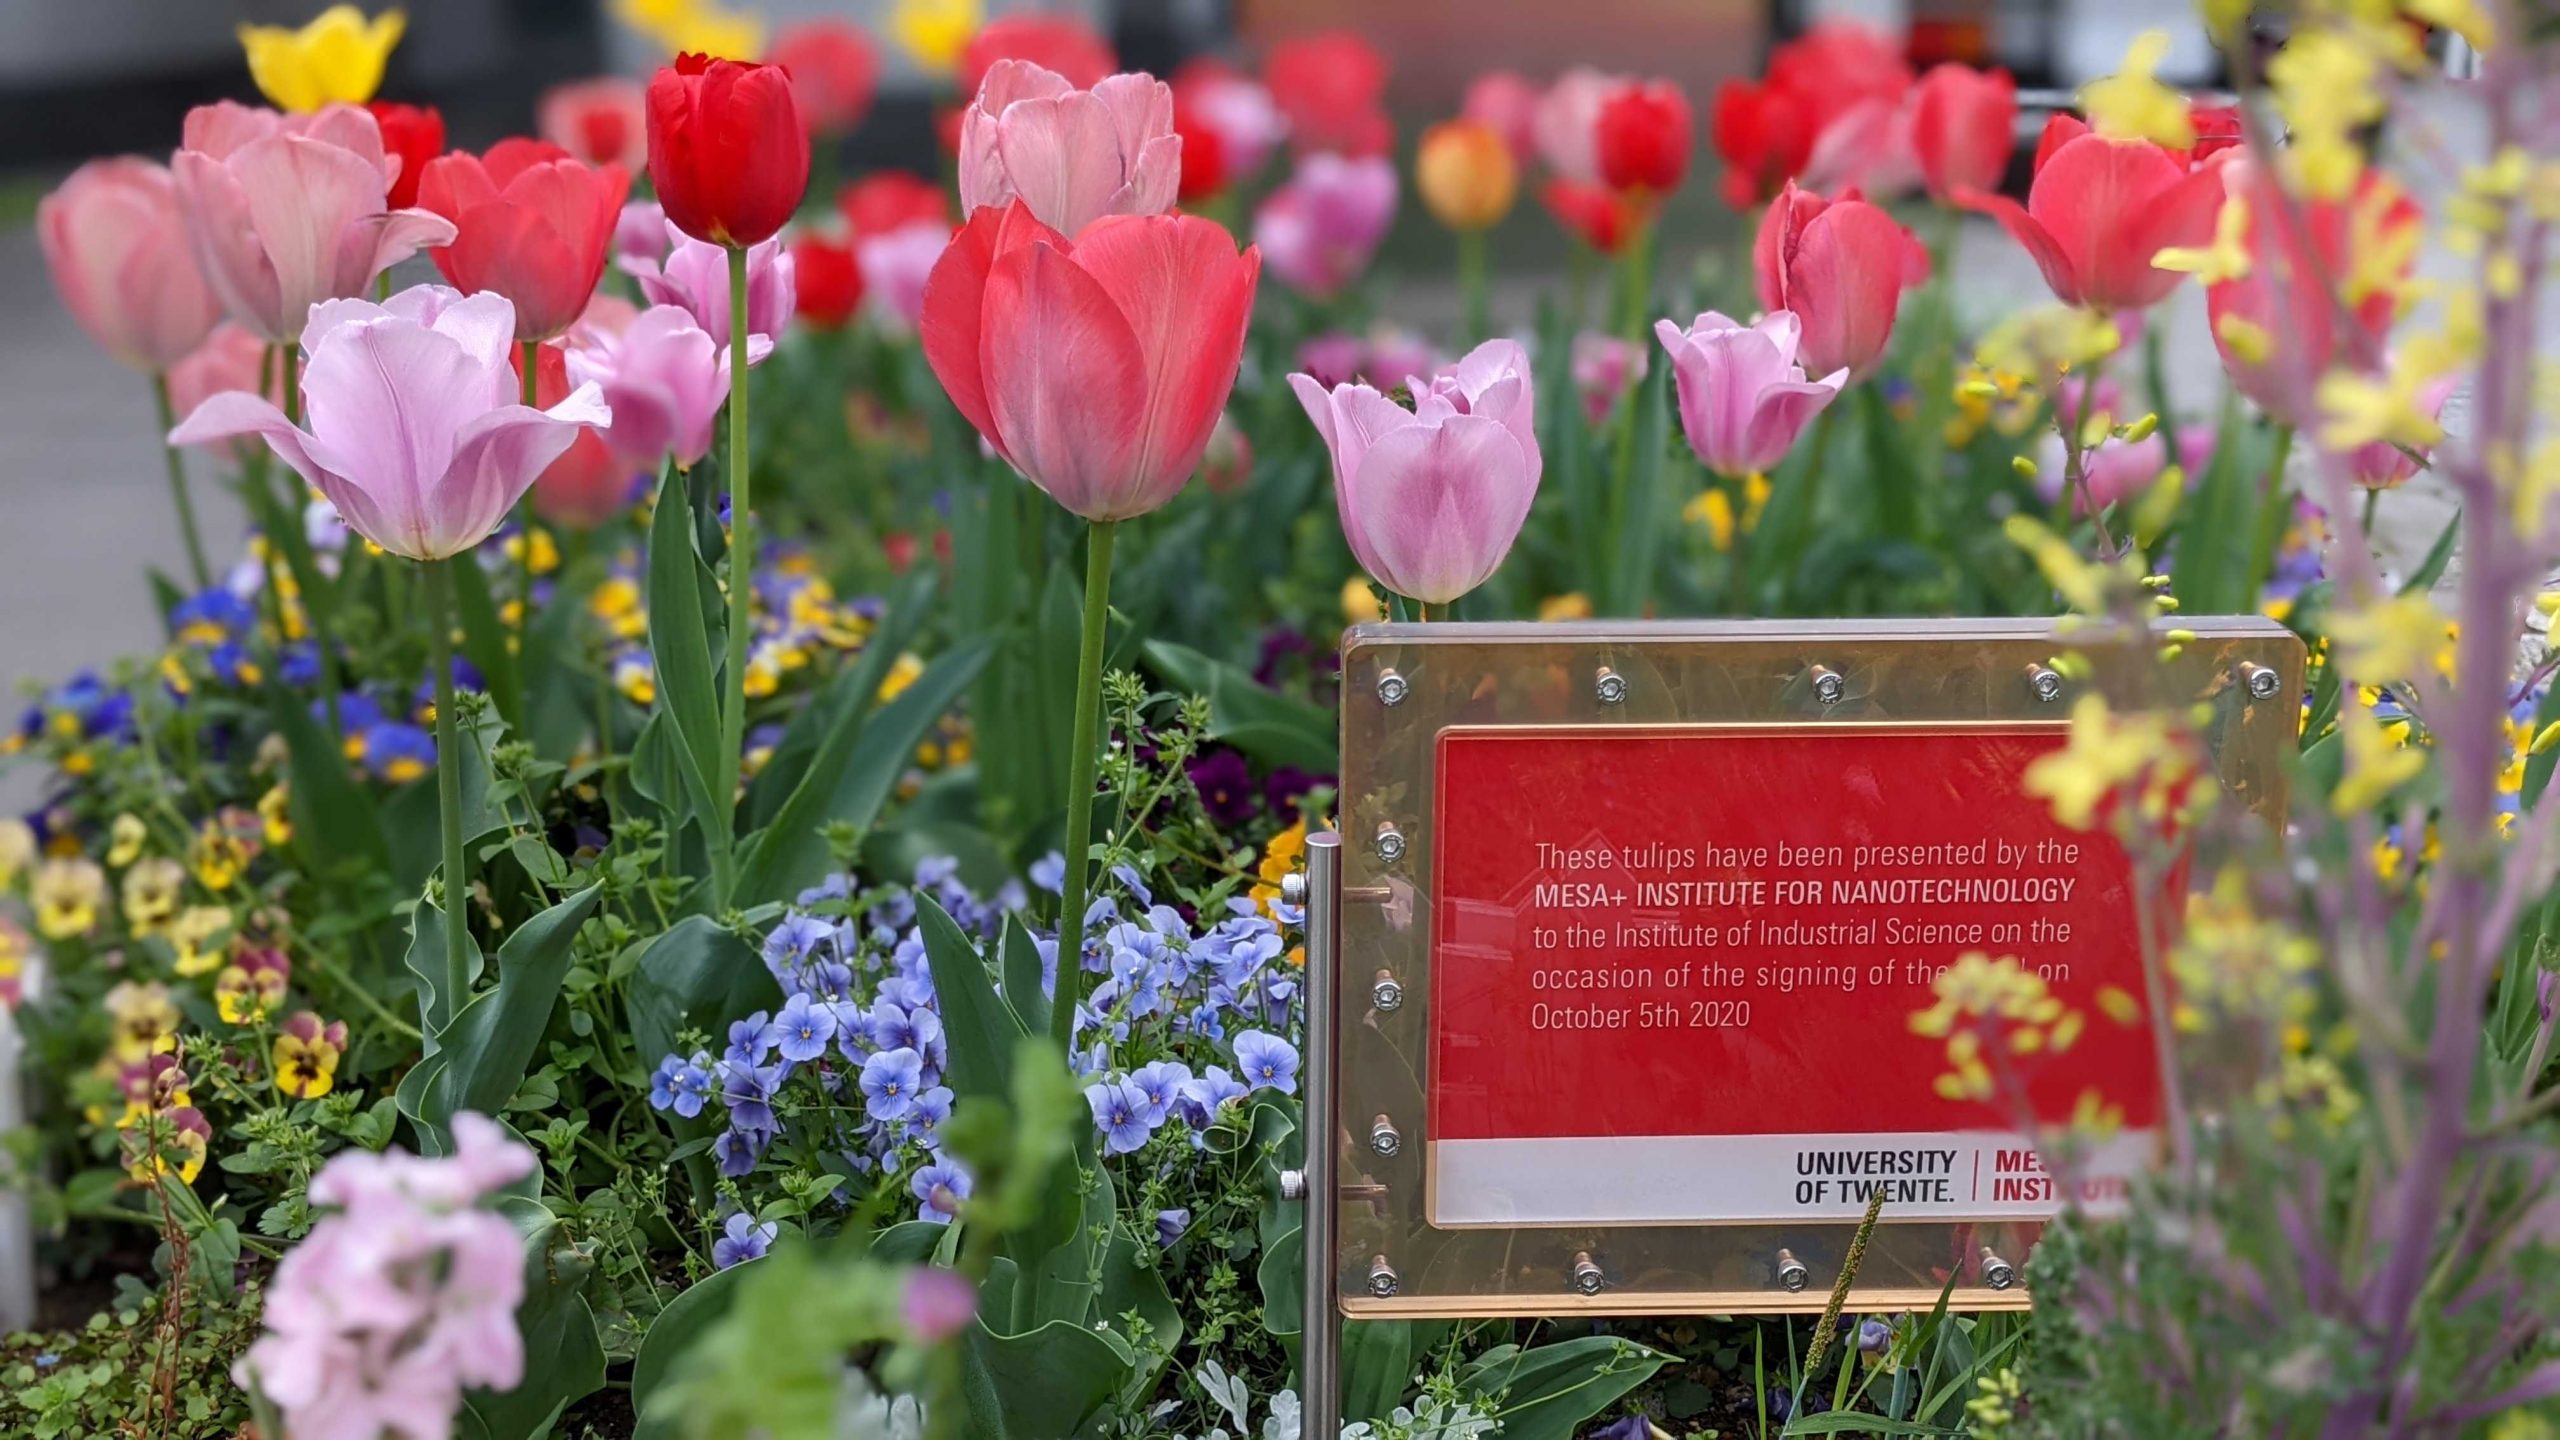 These tulips have been presented by the
MESA+ INSTITUTE FOR NANOTECHNOLOGY
to the Institute of Industrial Science on the
occasion of the signing of the on
October 5th 2020
UNIVERSITY
OF TWENTE.